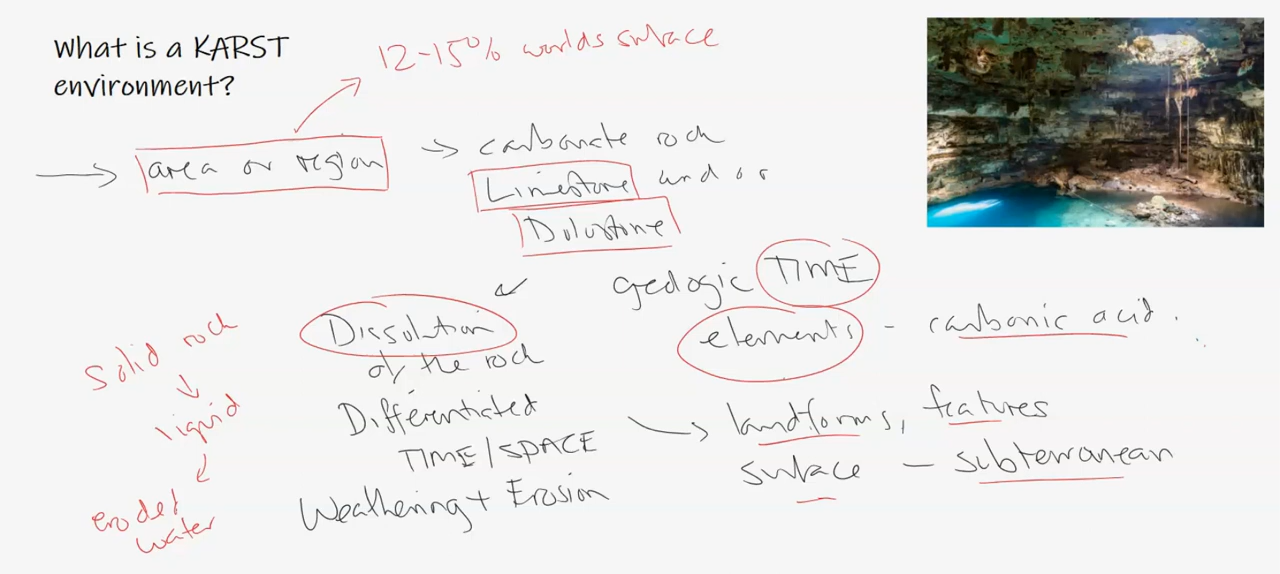 What is a KARST
environment?
12-15% worlds surface
area or region
carbonate rock
Limestone and or
Dolostone
geologic TIME
elements - carbonic acid.
Dissolution
of the rock
Differentiated
TIME/SPACE
Weathering + Erosion
landforms, features
surface - subterranean
solid rock
liquid
eroded
water